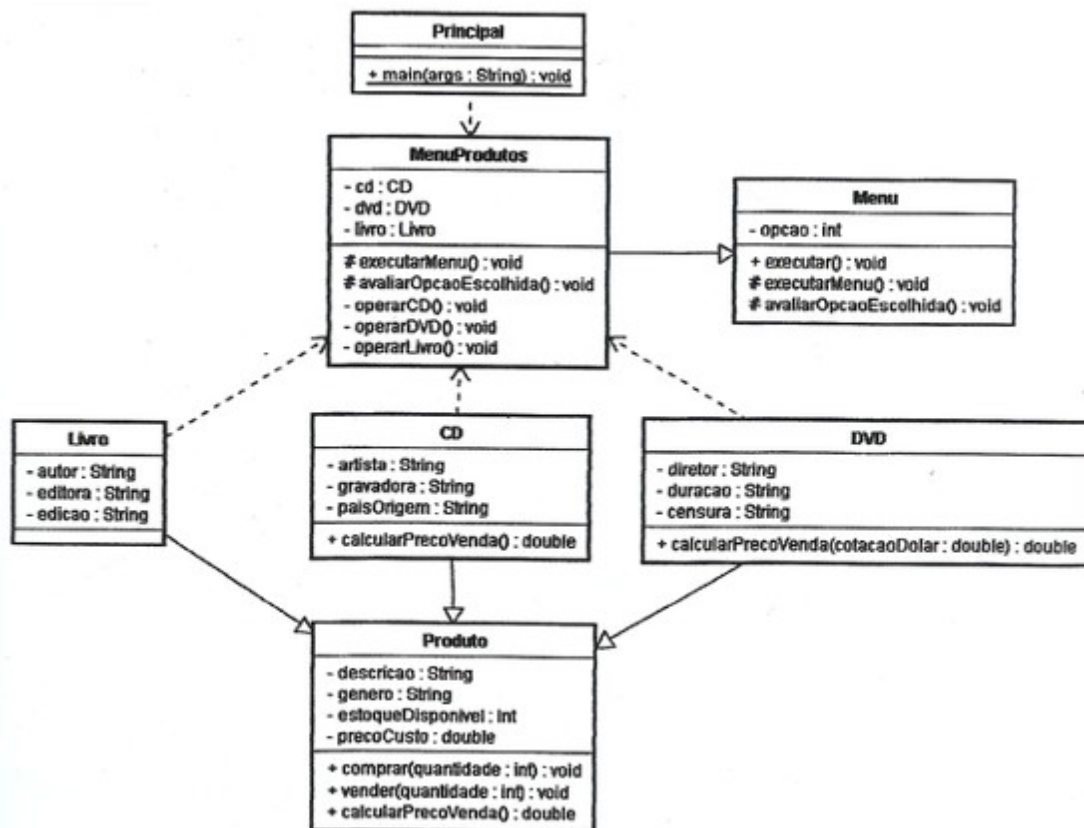 Principal
+ main(args : String) : void
MenuProdutos
- cd : CD
- dvd : DVD
- livro : Livro
# executarMenu() : void
# avaliarOpcaoEscolhida() : void
- operarCD() : void
- operarDVD() : void
- operarLivro() : void
Menu
- opcao : int
+ executar() : void
# executarMenu() : void
# avaliarOpcaoEscolhida() : void
Livro
- autor : String
- editora : String
- edicao : String
CD
- artista : String
- gravadora : String
- paisOrigem : String
+ calcularPrecoVenda() : double
DVD
- diretor : String
- duracao : String
- censura : String
+ calcularPrecoVenda(cotacaoDolar : double) : double
Produto
- descricao : String
- genero : String
- estoqueDisponivel : int
- precoCusto : double
+ comprar(quantidade : int) : void
+ vender(quantidade : int) : void
+ calcularPrecoVenda() : double